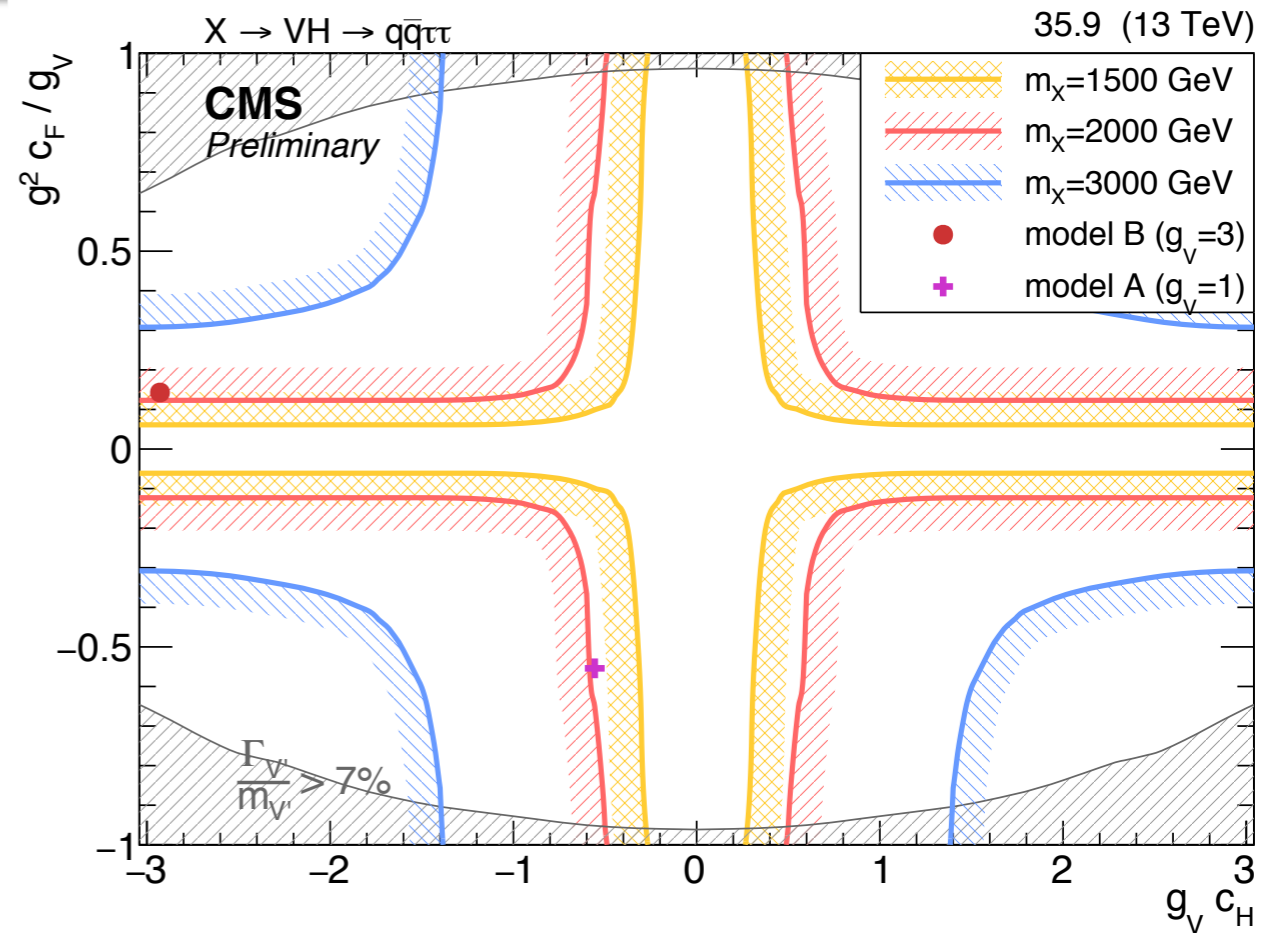 X → VH → qq̅ττ
35.9 (13 TeV)
CMS
Preliminary
m_X=1500 GeV
m_X=2000 GeV
m_X=3000 GeV
model B (g_V=3)
model A (g_V=1)
g² c_F / g_V
1
0.5
0
−0.5
−1
Γ_V'
m_V'
> 7%
−3 −2 −1 0 1 2 3
g_V c_H